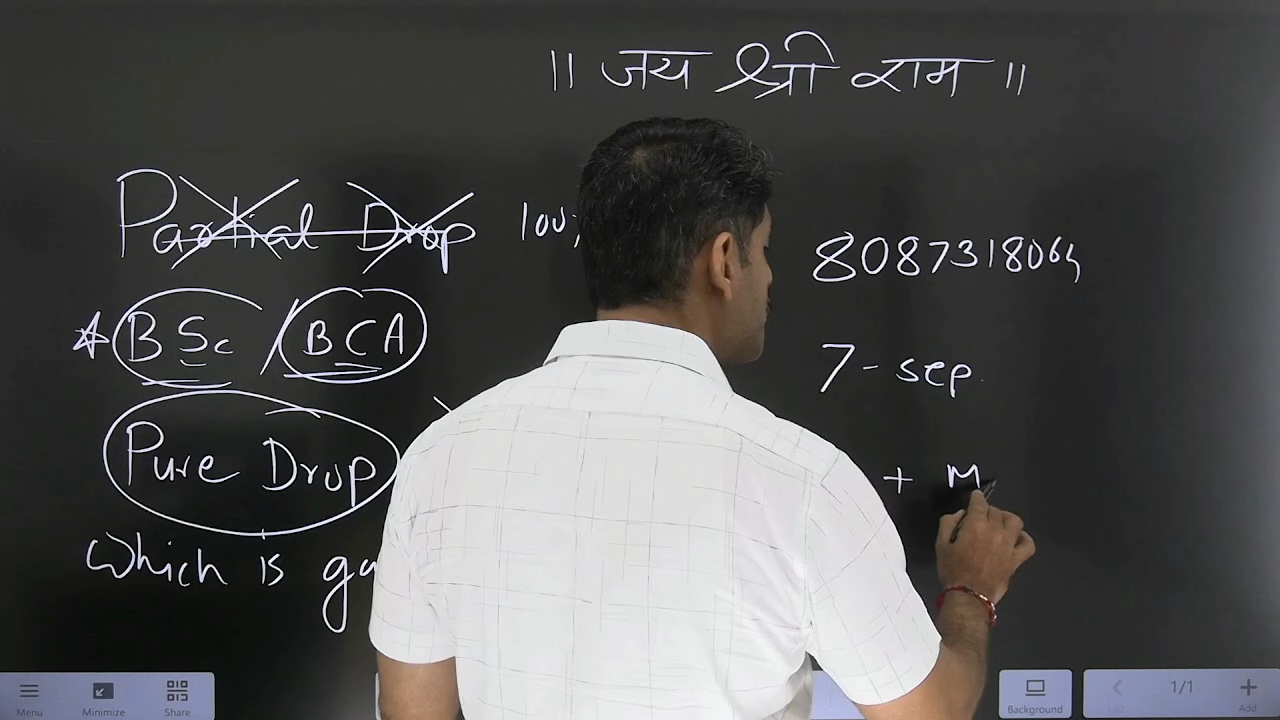 ॥ जय श्री राम ॥
Partial Drop 100%
8087318064
BSc / BCA
7 - sep.
Pure Drop
+ M
which is
Menu Minimize Share Background 1/1 Add